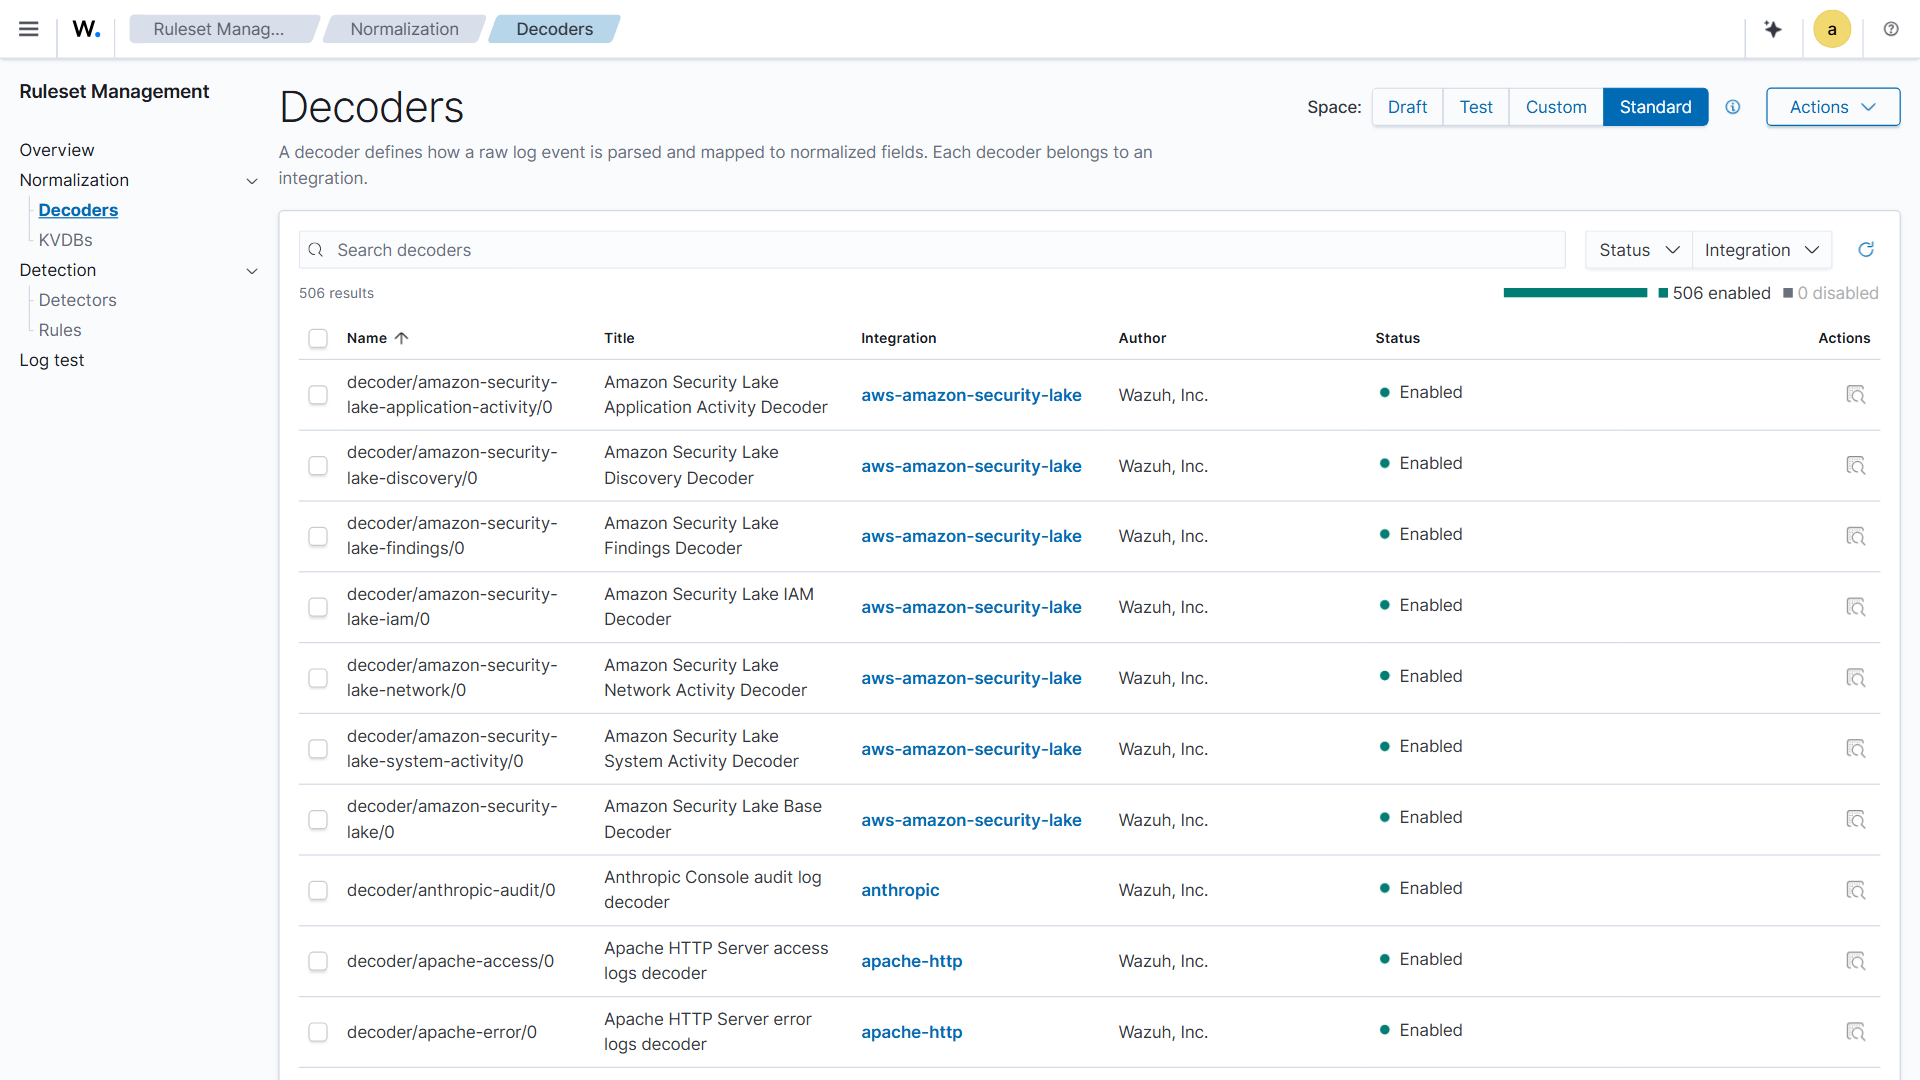 W.
Ruleset Manag...
Normalization
Decoders
a
Ruleset Management
Overview
Normalization
Decoders
KVDBs
Detection
Detectors
Rules
Log test
Decoders
A decoder defines how a raw log event is parsed and mapped to normalized fields. Each decoder belongs to an
integration.
Space:
Draft
Test
Custom
Standard
Actions
Search decoders
Status
Integration
506 results
506 enabled
0 disabled
Name
Title
Integration
Author
Status
Actions
decoder/amazon-security-
lake-application-activity/0
Amazon Security Lake
Application Activity Decoder
aws-amazon-security-lake
Wazuh, Inc.
Enabled
decoder/amazon-security-
lake-discovery/0
Amazon Security Lake
Discovery Decoder
aws-amazon-security-lake
Wazuh, Inc.
Enabled
decoder/amazon-security-
lake-findings/0
Amazon Security Lake
Findings Decoder
aws-amazon-security-lake
Wazuh, Inc.
Enabled
decoder/amazon-security-
lake-iam/0
Amazon Security Lake IAM
Decoder
aws-amazon-security-lake
Wazuh, Inc.
Enabled
decoder/amazon-security-
lake-network/0
Amazon Security Lake
Network Activity Decoder
aws-amazon-security-lake
Wazuh, Inc.
Enabled
decoder/amazon-security-
lake-system-activity/0
Amazon Security Lake
System Activity Decoder
aws-amazon-security-lake
Wazuh, Inc.
Enabled
decoder/amazon-security-
lake/0
Amazon Security Lake Base
Decoder
aws-amazon-security-lake
Wazuh, Inc.
Enabled
decoder/anthropic-audit/0
Anthropic Console audit log
decoder
anthropic
Wazuh, Inc.
Enabled
decoder/apache-access/0
Apache HTTP Server access
logs decoder
apache-http
Wazuh, Inc.
Enabled
decoder/apache-error/0
Apache HTTP Server error
logs decoder
apache-http
Wazuh, Inc.
Enabled